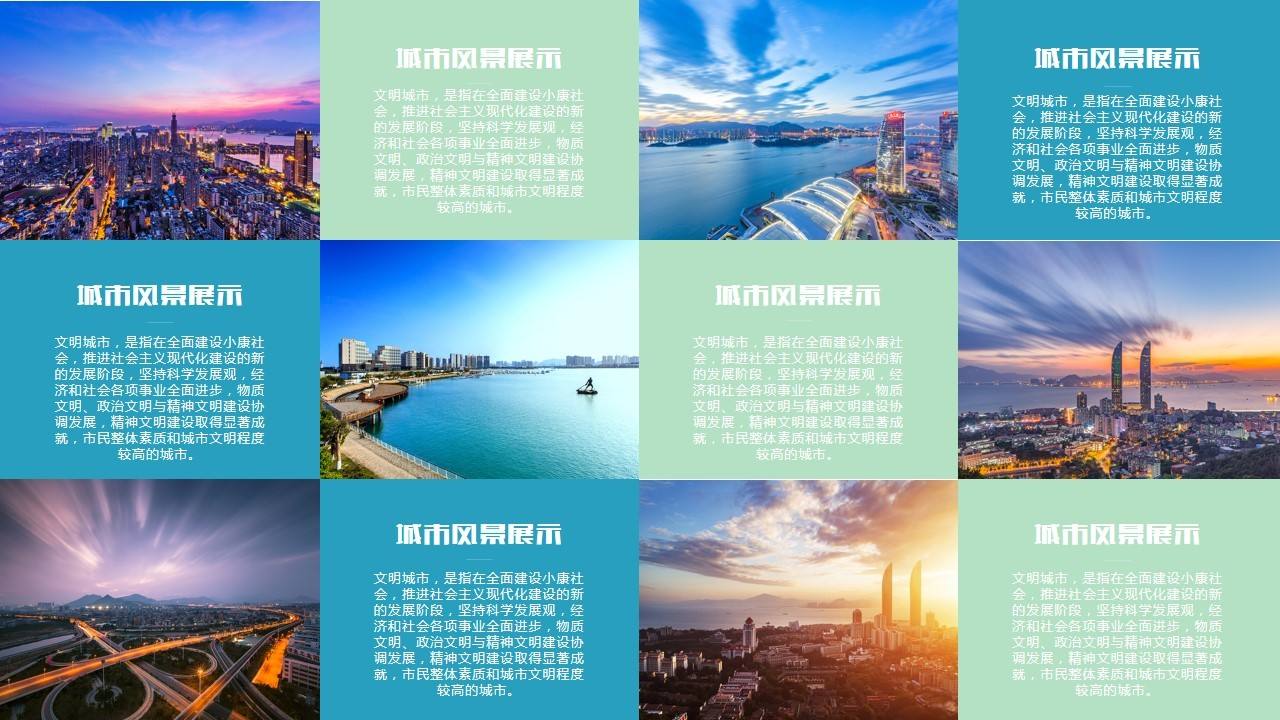 城市风景展示
文明城市，是指在全面建设小康社
会，推进社会主义现代化建设的新
的发展阶段，坚持科学发展观，经
济和社会各项事业全面进步，物质
文明、政治文明与精神文明建设协
调发展，精神文明建设取得显著成
就，市民整体素质和城市文明程度
较高的城市。
城市风景展示
文明城市，是指在全面建设小康社
会，推进社会主义现代化建设的新
的发展阶段，坚持科学发展观，经
济和社会各项事业全面进步，物质
文明、政治文明与精神文明建设协
调发展，精神文明建设取得显著成
就，市民整体素质和城市文明程度
较高的城市。
城市风景展示
文明城市，是指在全面建设小康社
会，推进社会主义现代化建设的新
的发展阶段，坚持科学发展观，经
济和社会各项事业全面进步，物质
文明、政治文明与精神文明建设协
调发展，精神文明建设取得显著成
就，市民整体素质和城市文明程度
较高的城市。
城市风景展示
文明城市，是指在全面建设小康社
会，推进社会主义现代化建设的新
的发展阶段，坚持科学发展观，经
济和社会各项事业全面进步，物质
文明、政治文明与精神文明建设协
调发展，精神文明建设取得显著成
就，市民整体素质和城市文明程度
较高的城市。
城市风景展示
文明城市，是指在全面建设小康社
会，推进社会主义现代化建设的新
的发展阶段，坚持科学发展观，经
济和社会各项事业全面进步，物质
文明、政治文明与精神文明建设协
调发展，精神文明建设取得显著成
就，市民整体素质和城市文明程度
较高的城市。
城市风景展示
文明城市，是指在全面建设小康社
会，推进社会主义现代化建设的新
的发展阶段，坚持科学发展观，经
济和社会各项事业全面进步，物质
文明、政治文明与精神文明建设协
调发展，精神文明建设取得显著成
就，市民整体素质和城市文明程度
较高的城市。